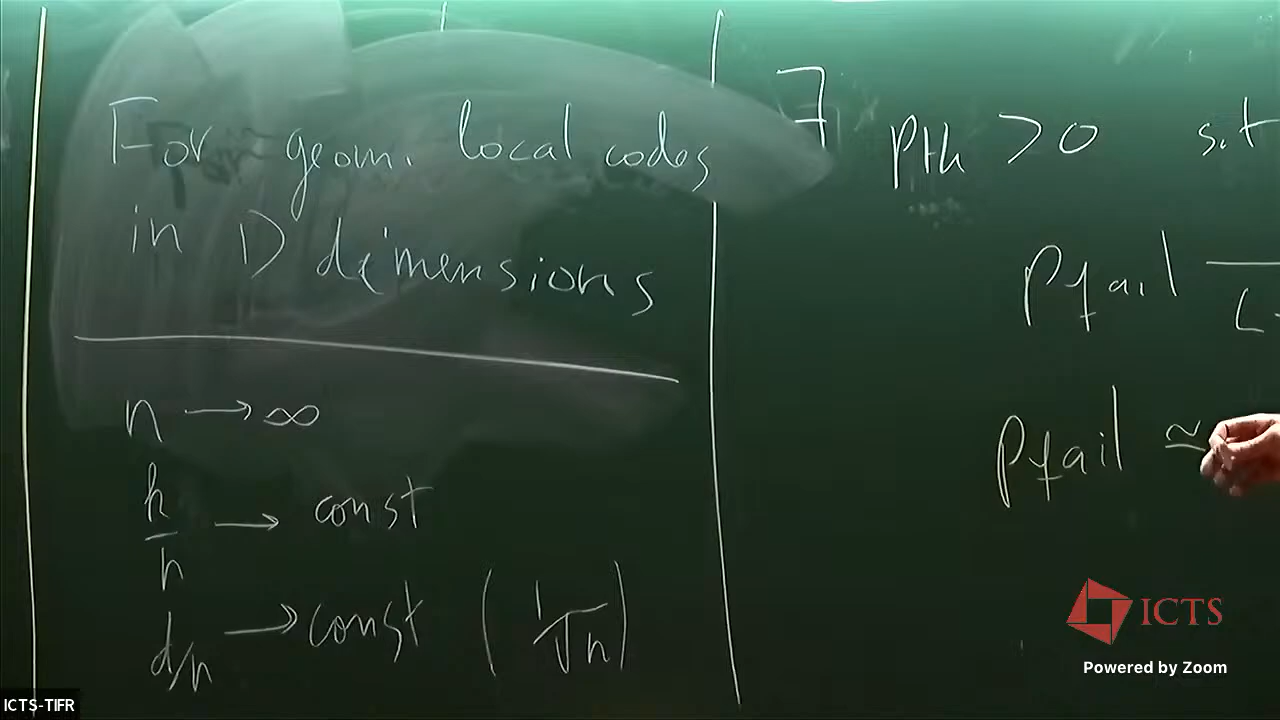 For geom. local codes
in D dimensions
n → ∞
k/n → const
d/n → const (1/√n)
∃ pth > 0 s.t
pfail
pfail ≃
ICTS
Powered by Zoom
ICTS-TIFR